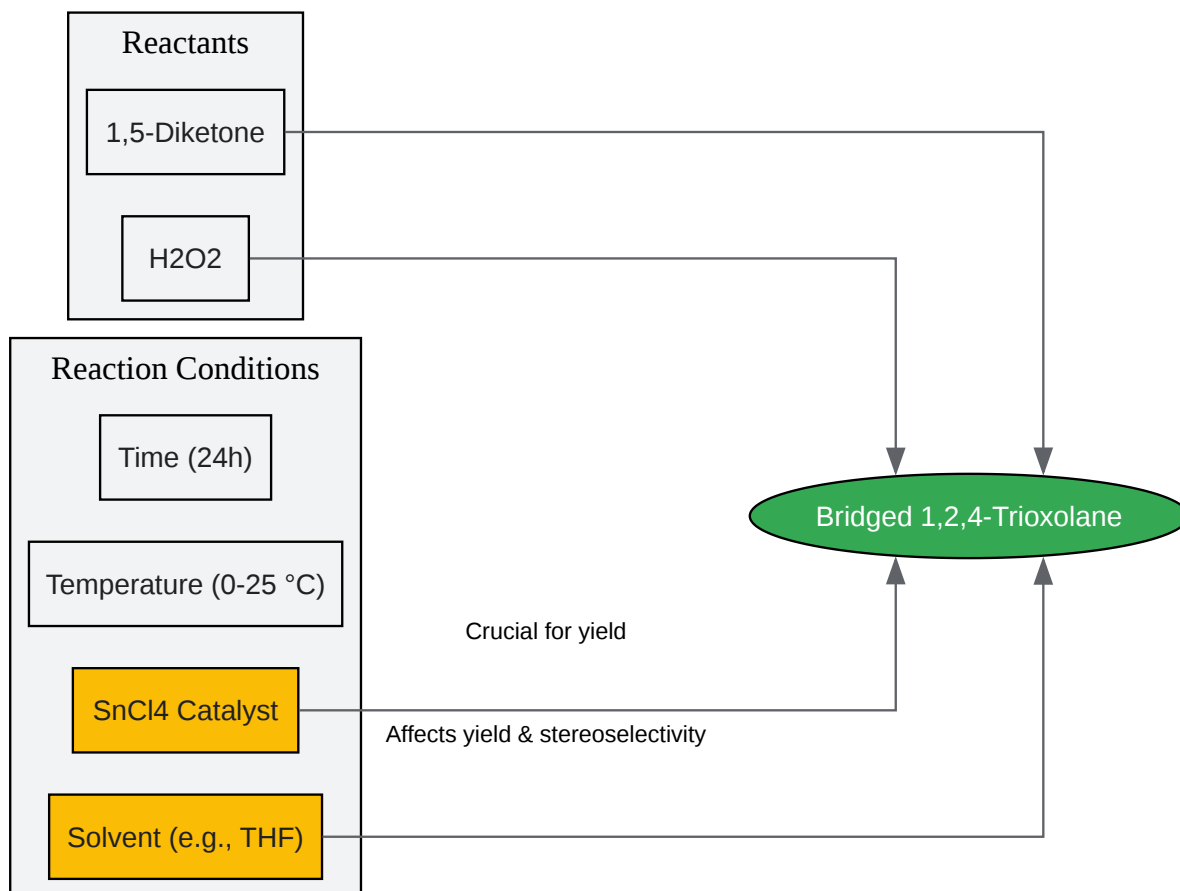 Reactants
1,5-Diketone
H2O2
Reaction Conditions
Time (24h)
Temperature (0-25 °C)
SnCl4 Catalyst
Solvent (e.g., THF)
Crucial for yield
Affects yield & stereoselectivity
Bridged 1,2,4-Trioxolane